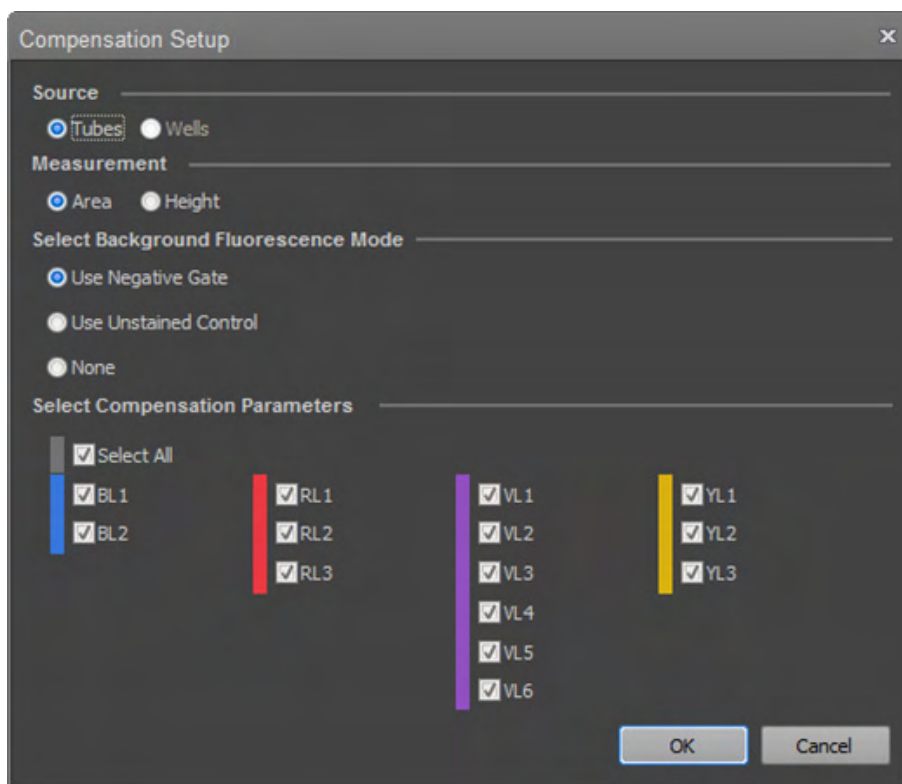 Compensation Setup
Source
Tubes Wells
Measurement
Area Height
Select Background Fluorescence Mode
Use Negative Gate
Use Unstained Control
None
Select Compensation Parameters
Select All
BL1 RL1 VL1 YL1
BL2 RL2 VL2 YL2
RL3 VL3 YL3
VL4
VL5
VL6
OK Cancel